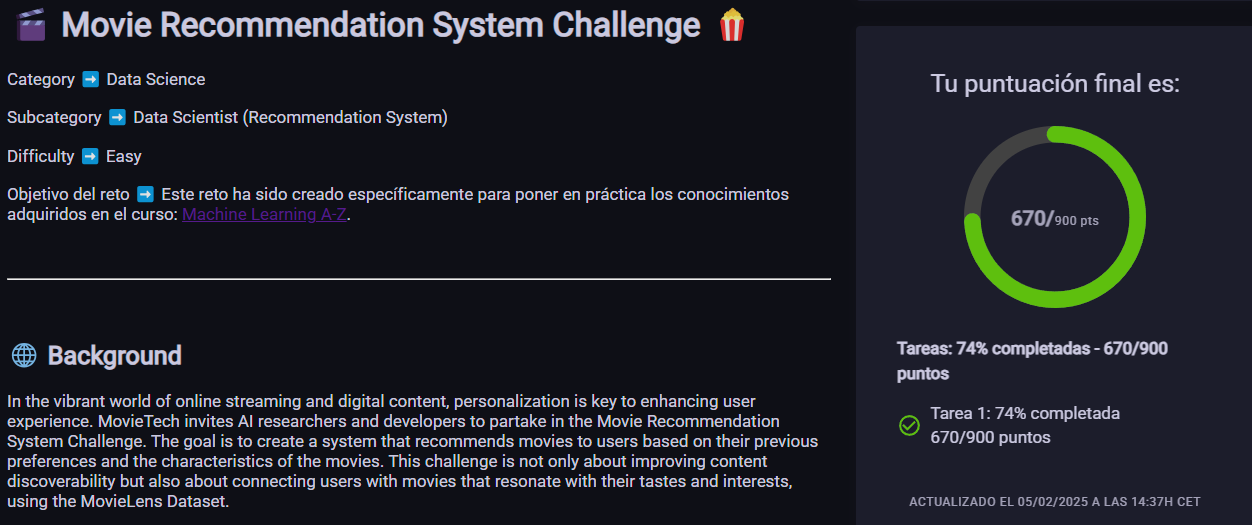 🎬 Movie Recommendation System Challenge 🍿
Category ➡️ Data Science
Subcategory ➡️ Data Scientist (Recommendation System)
Difficulty ➡️ Easy
Objetivo del reto ➡️ Este reto ha sido creado específicamente para poner en práctica los conocimientos
adquiridos en el curso: Machine Learning A-Z.
🌐 Background
In the vibrant world of online streaming and digital content, personalization is key to enhancing user
experience. MovieTech invites AI researchers and developers to partake in the Movie Recommendation
System Challenge. The goal is to create a system that recommends movies to users based on their previous
preferences and the characteristics of the movies. This challenge is not only about improving content
discoverability but also about connecting users with movies that resonate with their tastes and interests,
using the MovieLens Dataset.
Tu puntuación final es:
670/900 pts
Tareas: 74% completadas - 670/900
puntos
Tarea 1: 74% completada
670/900 puntos
ACTUALIZADO EL 05/02/2025 A LAS 14:37H CET